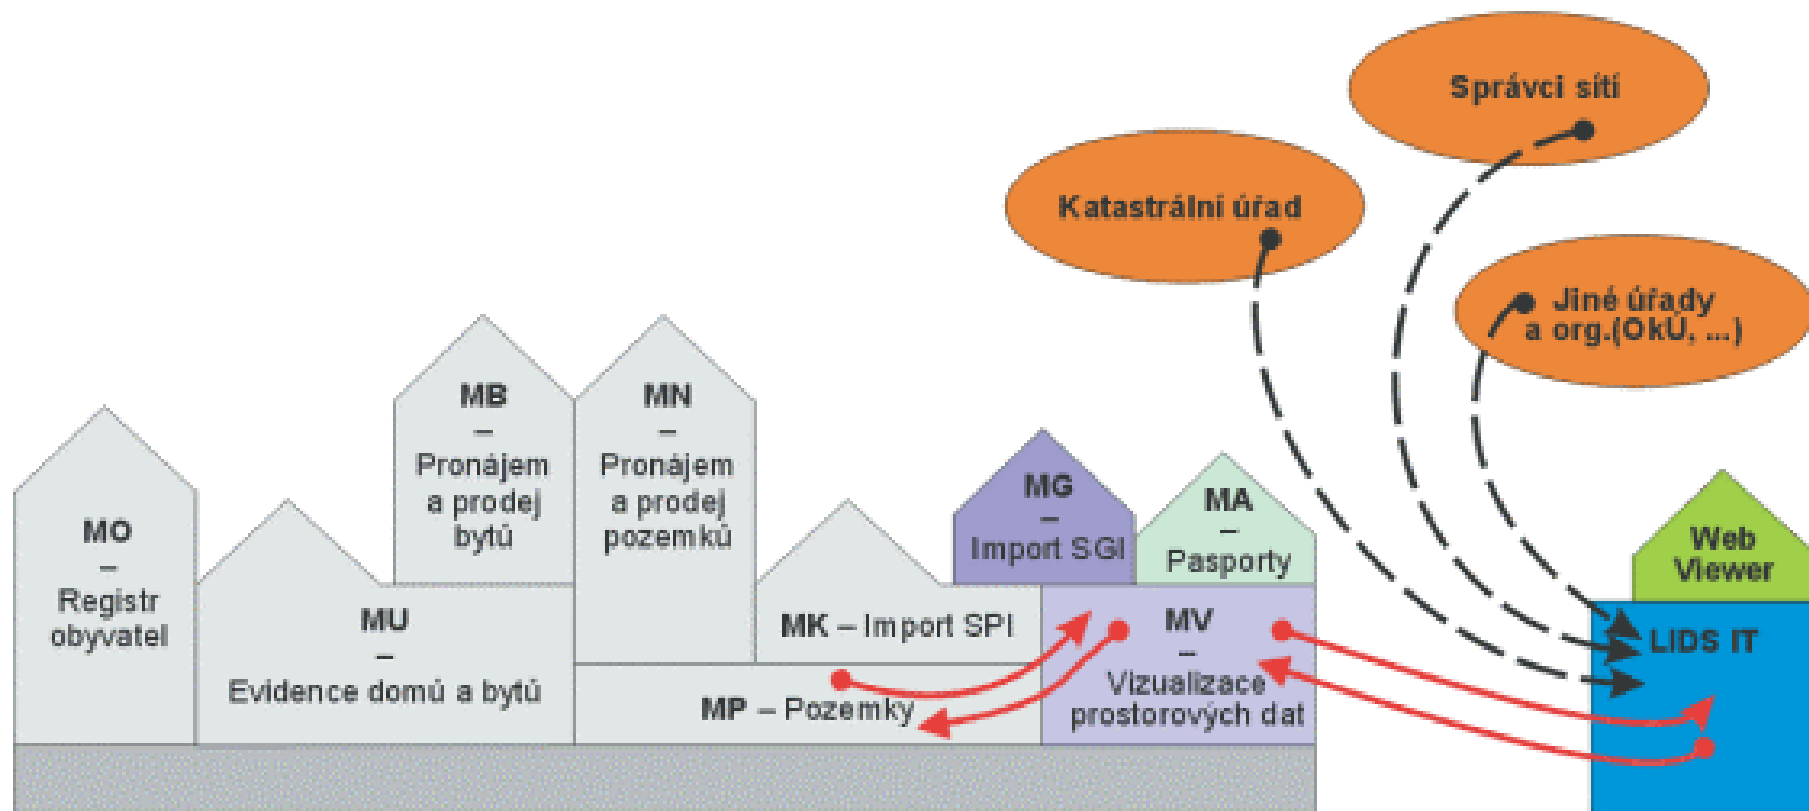 Správci sítí
Katastrální úřad
Jiné úřady
a org.(OkÚ, ...)
MB
–
Pronájem
a prodej
bytů
MN
–
Pronájem
a prodej
pozemků
MO
–
Registr
obyvatel
MU
–
Evidence domů a bytů
MK – Import SPI
MP – Pozemky
MG
–
Import SGI
MA
–
Pasporty
MV
–
Vizualizace
prostorových dat
Web
Viewer
LIDS IT